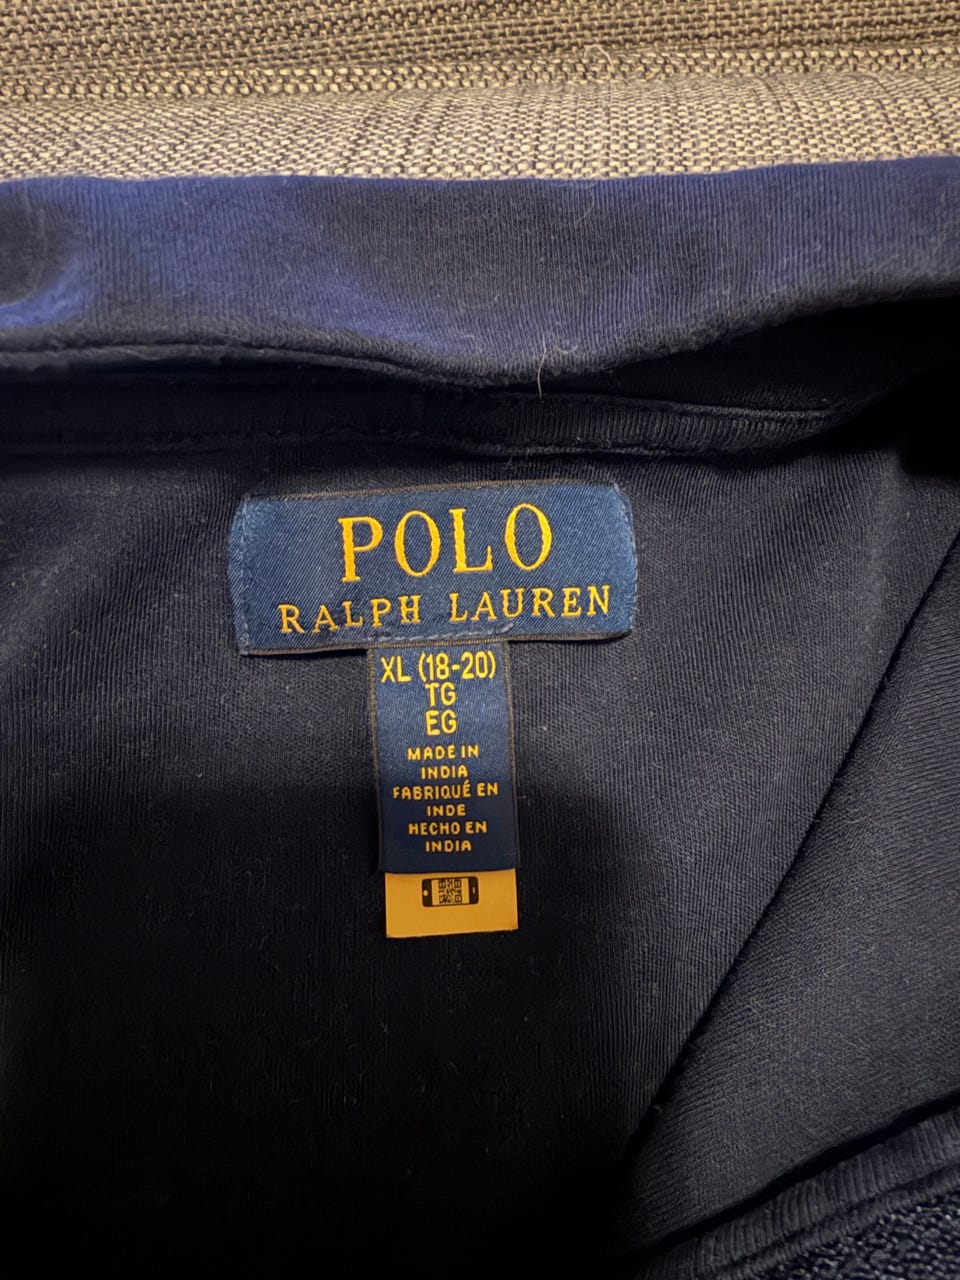 POLO
RALPH LAUREN
XL (18-20)
TG
EG
MADE IN
INDIA
FABRIQUÉ EN
INDE
HECHO EN
INDIA